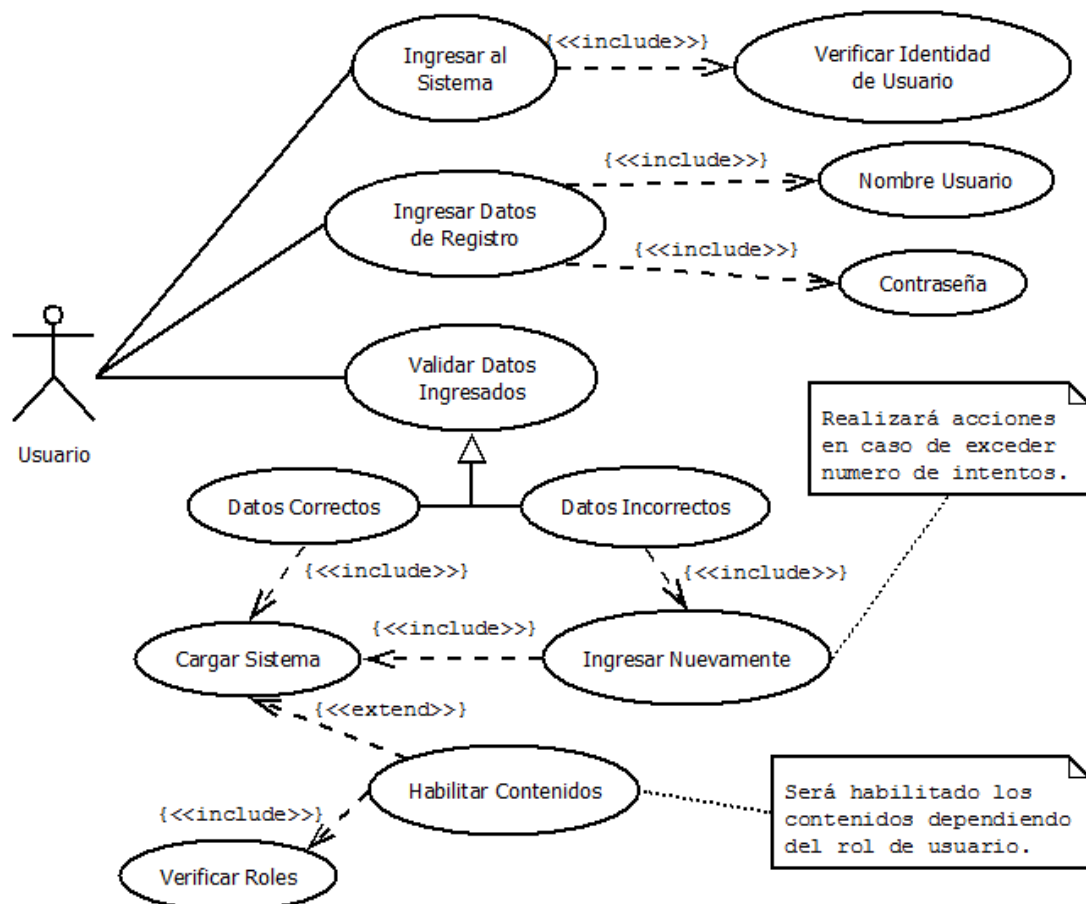 Ingresar al
Sistema
{<<include>>}
Verificar Identidad
de Usuario
{<<include>>}
Nombre Usuario
Ingresar Datos
de Registro
{<<include>>}
Contraseña
Usuario
Validar Datos
Ingresados
Realizará acciones
en caso de exceder
numero de intentos.
Datos Correctos
Datos Incorrectos
{<<include>>}
{<<include>>}
Cargar Sistema
{<<include>>}
Ingresar Nuevamente
{<<extend>>}
Habilitar Contenidos
Será habilitado los
contenidos dependiendo
del rol de usuario.
{<<include>>}
Verificar Roles